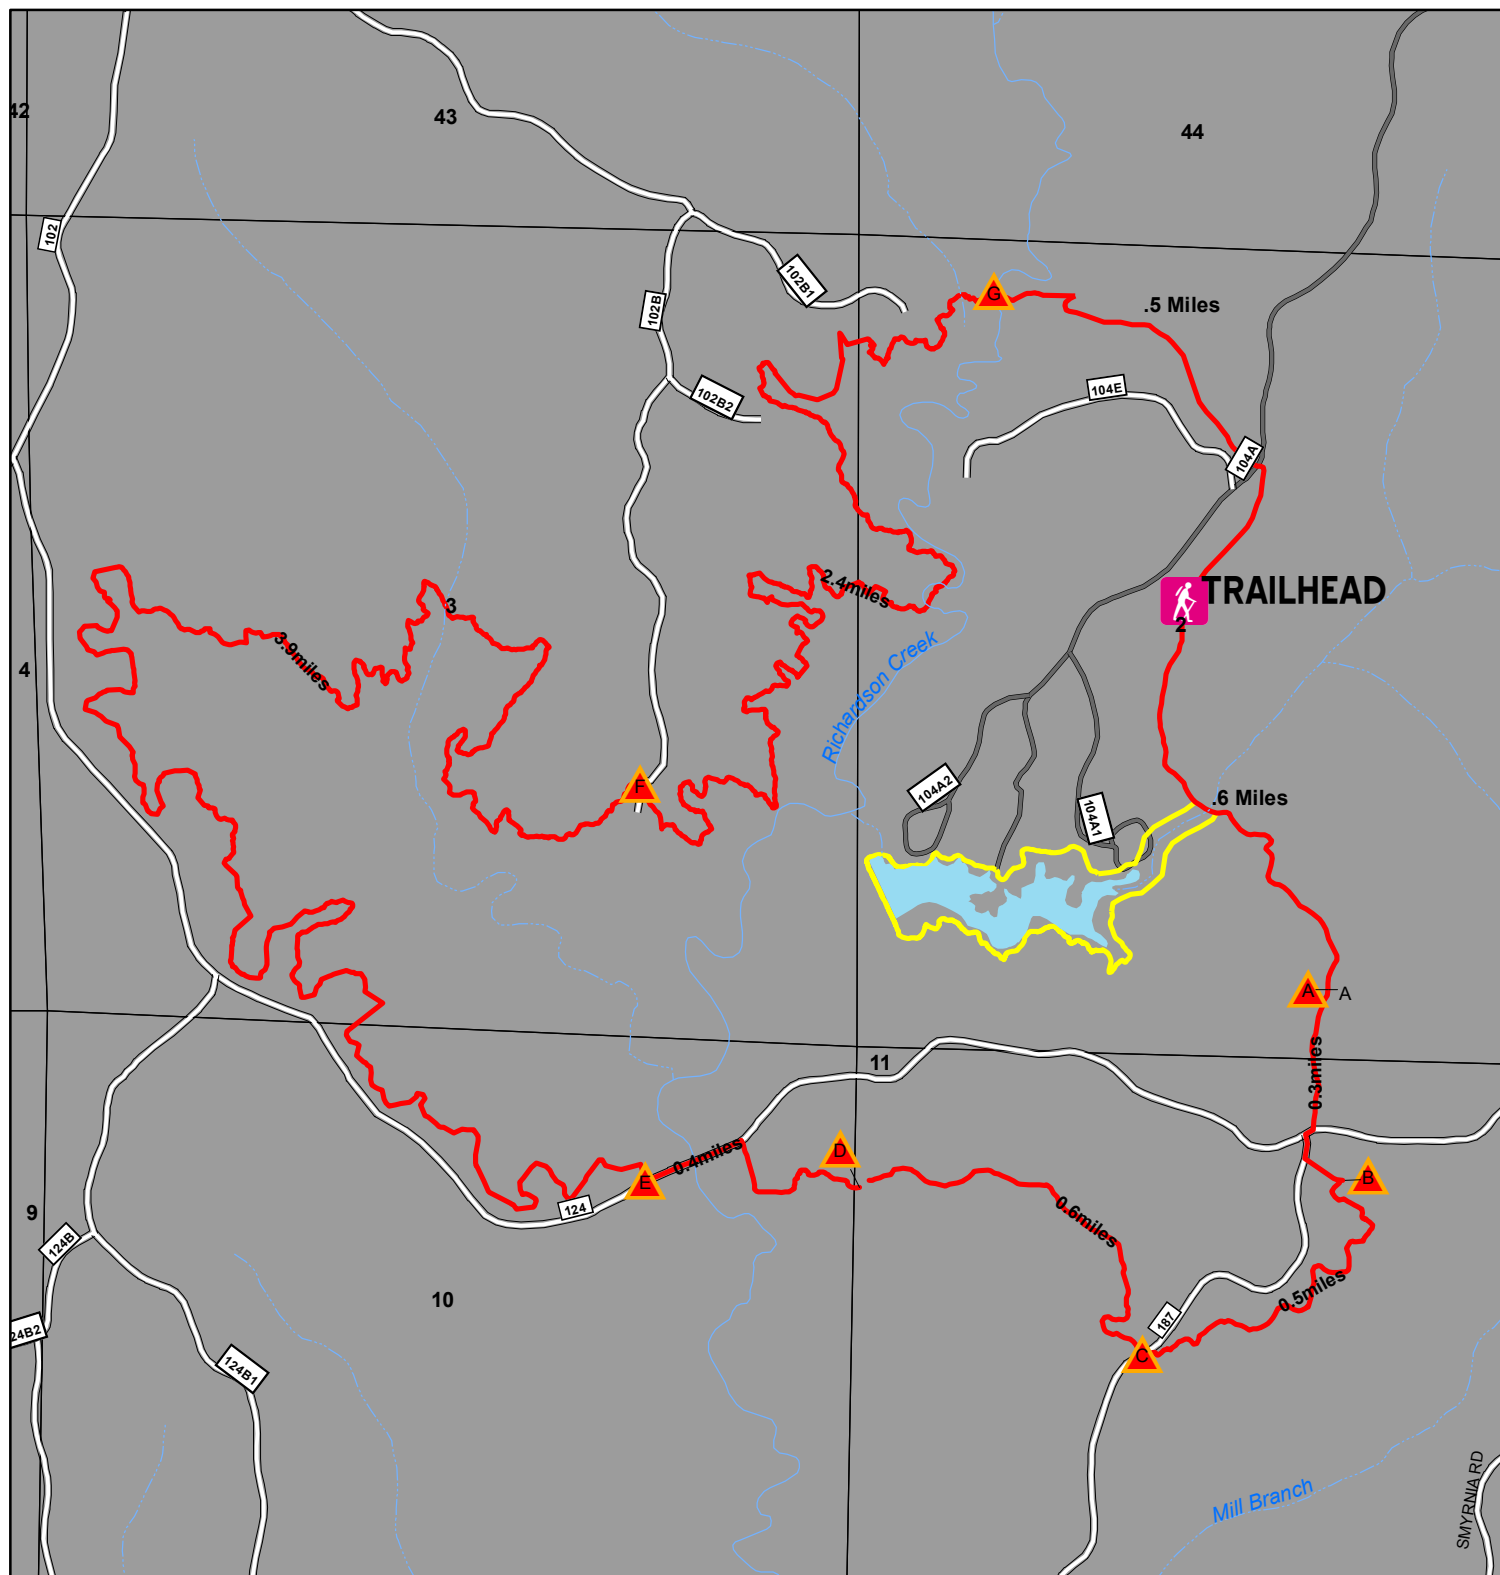 42
43
44
102
102B1
G
.5 Miles
102B
104E
102B2
104A
TRAILHEAD
2
3
2.4miles
3.9miles
4
Richardson Creek
F
104A2
104A1
.6 Miles
A
A
0.3miles
11
D
0.4miles
E
B
124
9
0.6miles
124B
10
0.5miles
187
24B2
C
124B1
Mill Branch
SMYRNIA RD